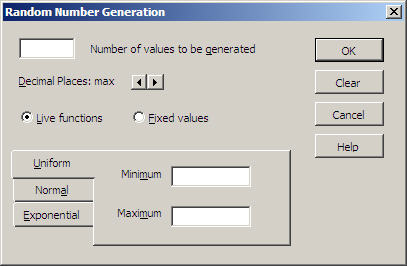 Random Number Generation
Number of values to be generated
OK
Decimal Places: max
Clear
Live functions
Fixed values
Cancel
Help
Uniform
Normal
Exponential
Minimum
Maximum